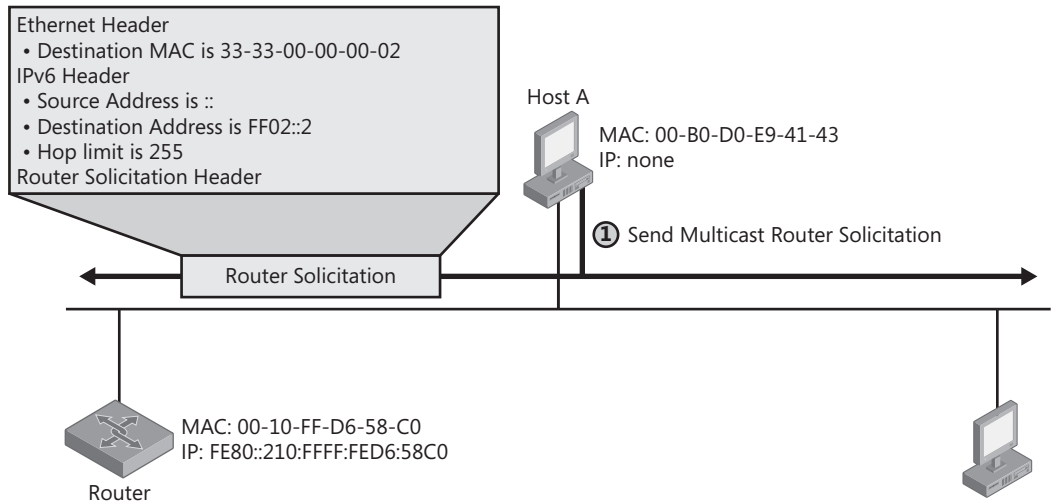 Ethernet Header
• Destination MAC is 33-33-00-00-00-02
IPv6 Header
• Source Address is ::
• Destination Address is FF02::2
• Hop limit is 255
Router Solicitation Header
Host A
MAC: 00-B0-D0-E9-41-43
IP: none
1 Send Multicast Router Solicitation
Router Solicitation
MAC: 00-10-FF-D6-58-C0
IP: FE80::210:FFFF:FED6:58C0
Router